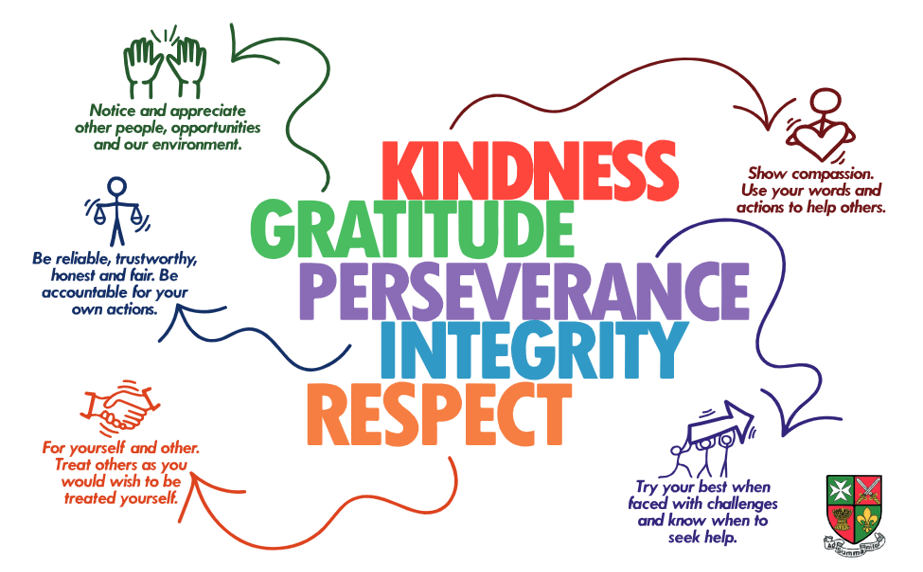 Notice and appreciate
other people, opportunities
and our environment.
KINDNESS
Show compassion.
Use your words and
actions to help others.
GRATITUDE
Be reliable, trustworthy,
honest and fair. Be
accountable for your
own actions.
PERSEVERANCE
INTEGRITY
RESPECT
For yourself and other.
Treat others as you
would wish to be
treated yourself.
Try your best when
faced with challenges
and know when to
seek help.